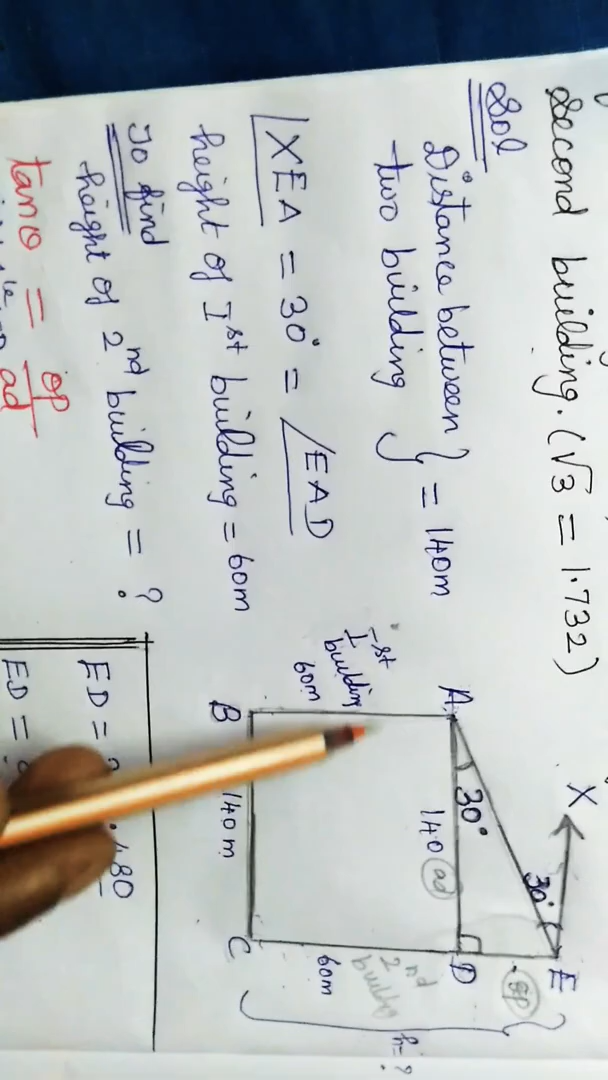 Second building. (√3 = 1.732)
Sol
Distance between
two building } = 140m
∠XEA = 30° = ∠EAD
height of Ist building = 60m
To find
height of 2nd building = ?
tanθ = op/ad
Ist
building
60m
A
B
140m
C
D
E
X
30°
30°
140
ad
op
60m
2nd
h=?
ED =
.480
ED =